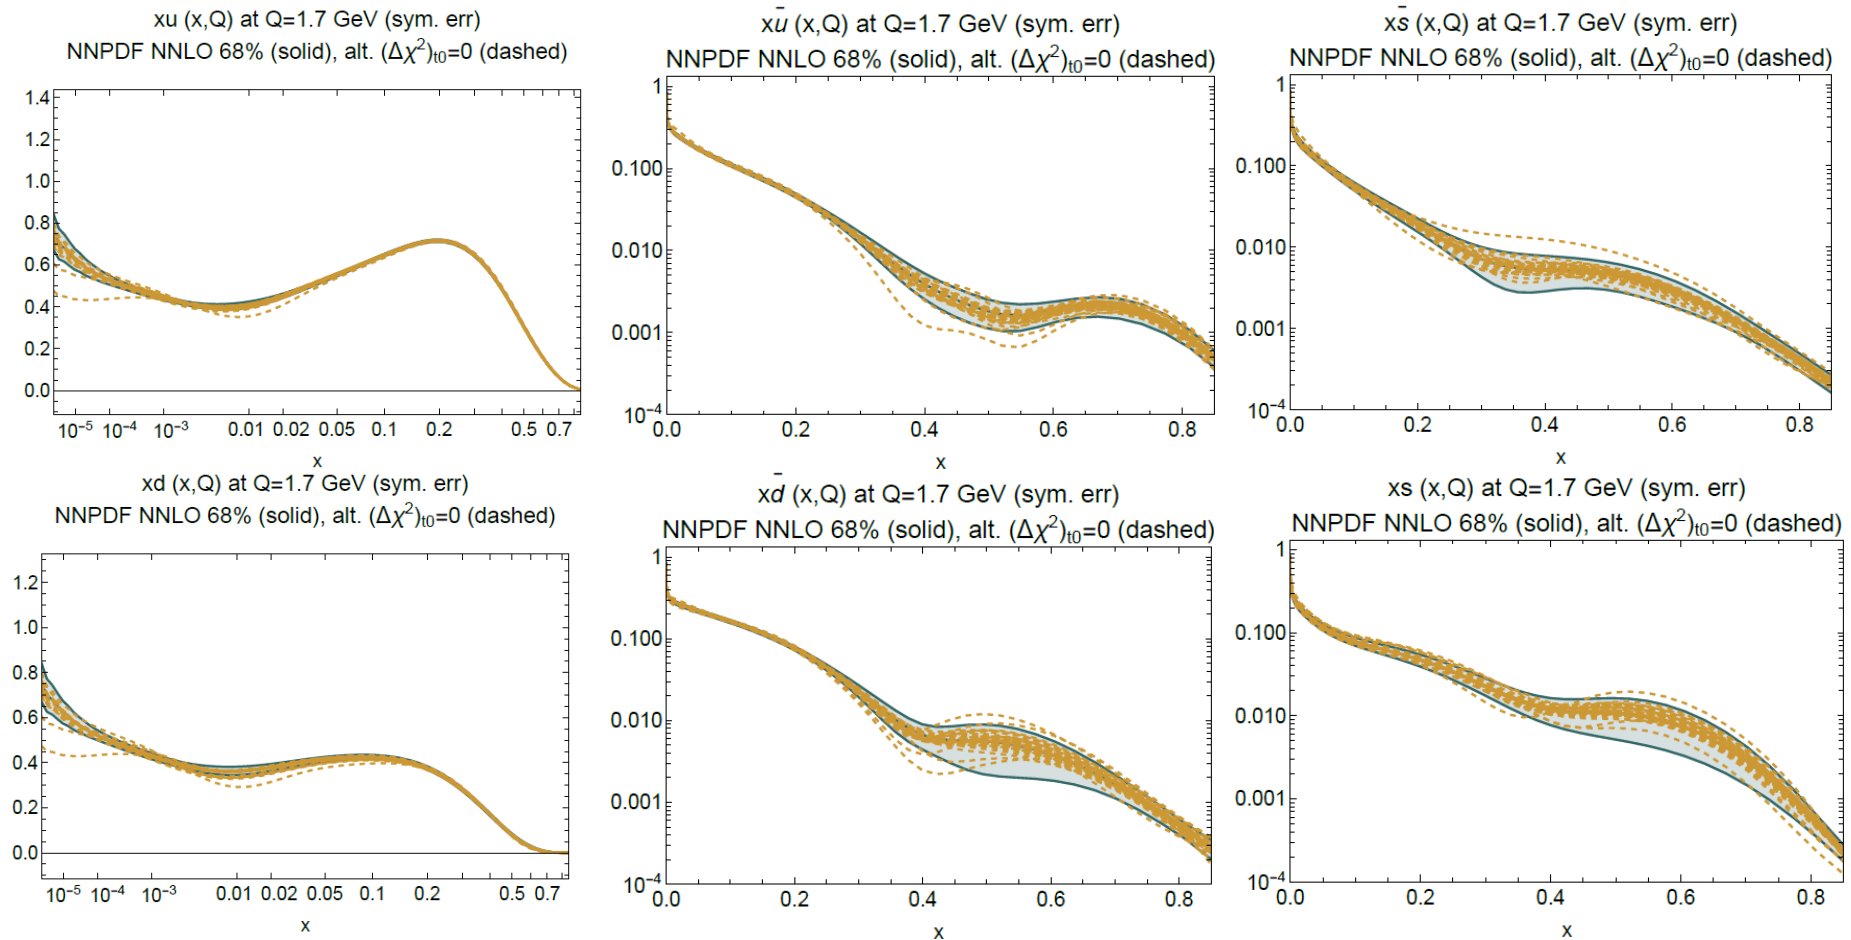 xu (x,Q) at Q=1.7 GeV (sym. err)
NNPDF NNLO 68% (solid), alt. (Δχ²)t0=0 (dashed)
1.4
1.2
1.0
0.8
0.6
0.4
0.2
0.0
10⁻⁵ 10⁻⁴ 10⁻³ 0.01 0.02 0.05 0.1 0.2 0.5 0.7
x
xū (x,Q) at Q=1.7 GeV (sym. err)
NNPDF NNLO 68% (solid), alt. (Δχ²)t0=0 (dashed)
1
0.100
0.010
0.001
10⁻⁴
0.0 0.2 0.4 0.6 0.8
x
xs̄ (x,Q) at Q=1.7 GeV (sym. err)
NNPDF NNLO 68% (solid), alt. (Δχ²)t0=0 (dashed)
1
0.100
0.010
0.001
10⁻⁴
0.0 0.2 0.4 0.6 0.8
x
xd (x,Q) at Q=1.7 GeV (sym. err)
NNPDF NNLO 68% (solid), alt. (Δχ²)t0=0 (dashed)
1.2
1.0
0.8
0.6
0.4
0.2
0.0
10⁻⁵ 10⁻⁴ 10⁻³ 0.01 0.02 0.05 0.1 0.2 0.5 0.7
x
xd̄ (x,Q) at Q=1.7 GeV (sym. err)
NNPDF NNLO 68% (solid), alt. (Δχ²)t0=0 (dashed)
1
0.100
0.010
0.001
10⁻⁴
0.0 0.2 0.4 0.6 0.8
x
xs (x,Q) at Q=1.7 GeV (sym. err)
NNPDF NNLO 68% (solid), alt. (Δχ²)t0=0 (dashed)
1
0.100
0.010
0.001
10⁻⁴
0.0 0.2 0.4 0.6 0.8
x